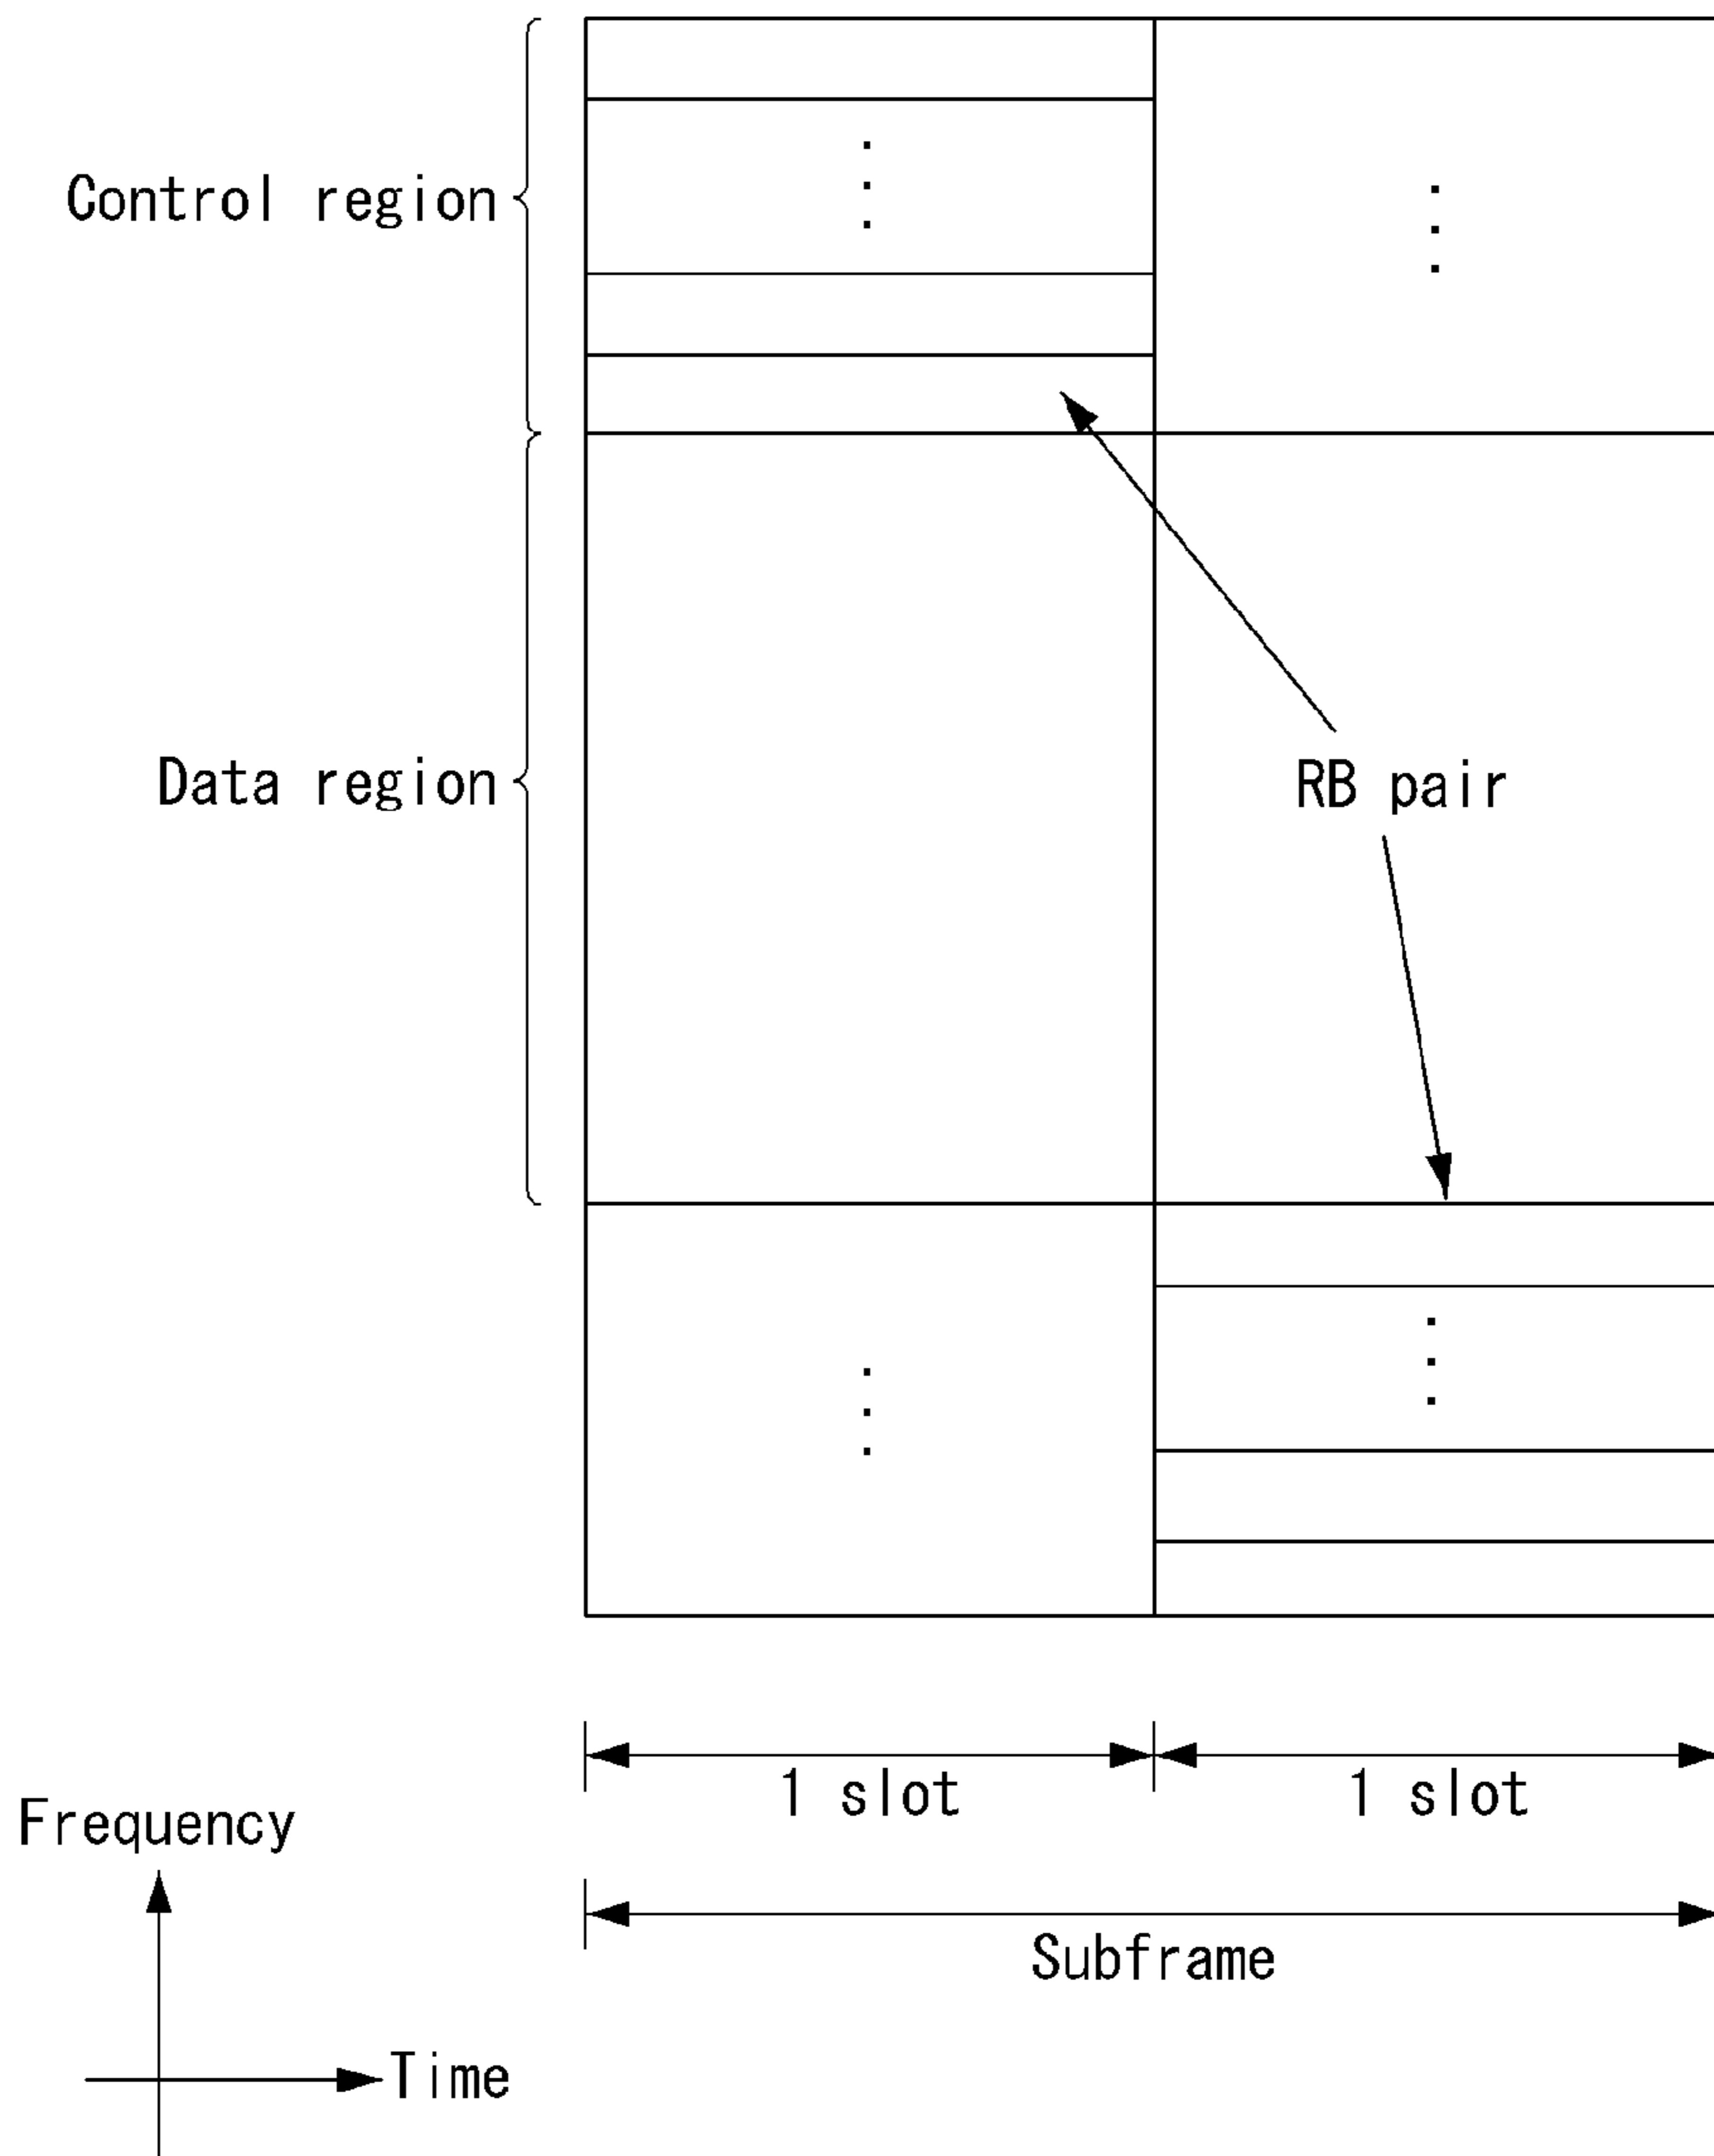 Control region
Data region
RB pair
1 slot
1 slot
Frequency
Subframe
Time